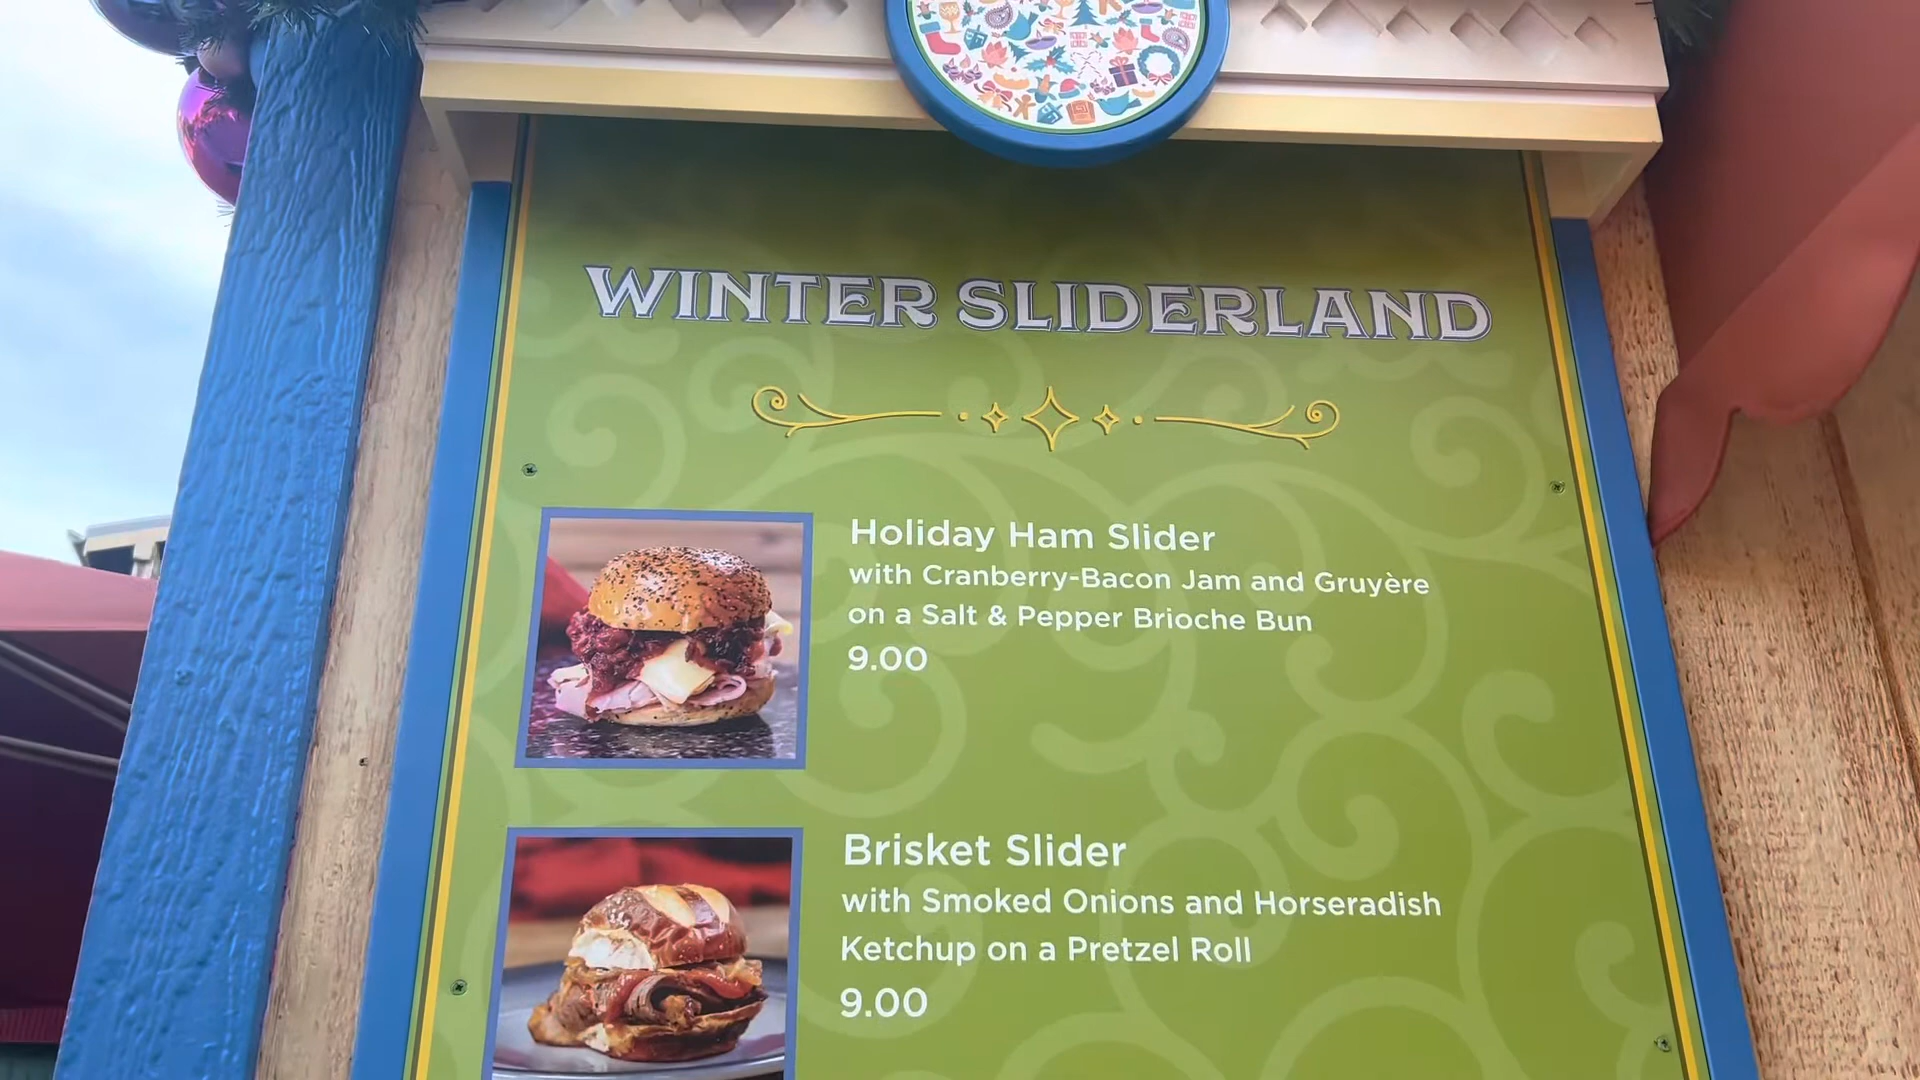 WINTER SLIDERLAND
Holiday Ham Slider
with Cranberry-Bacon Jam and Gruyère
on a Salt & Pepper Brioche Bun
9.00
Brisket Slider
with Smoked Onions and Horseradish
Ketchup on a Pretzel Roll
9.00